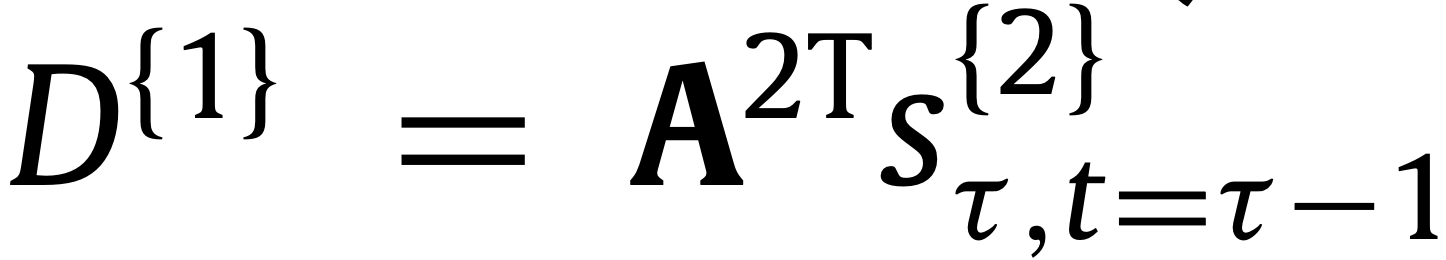 D^{1} = A^{2T} s^{2}_{τ,t=τ−1}